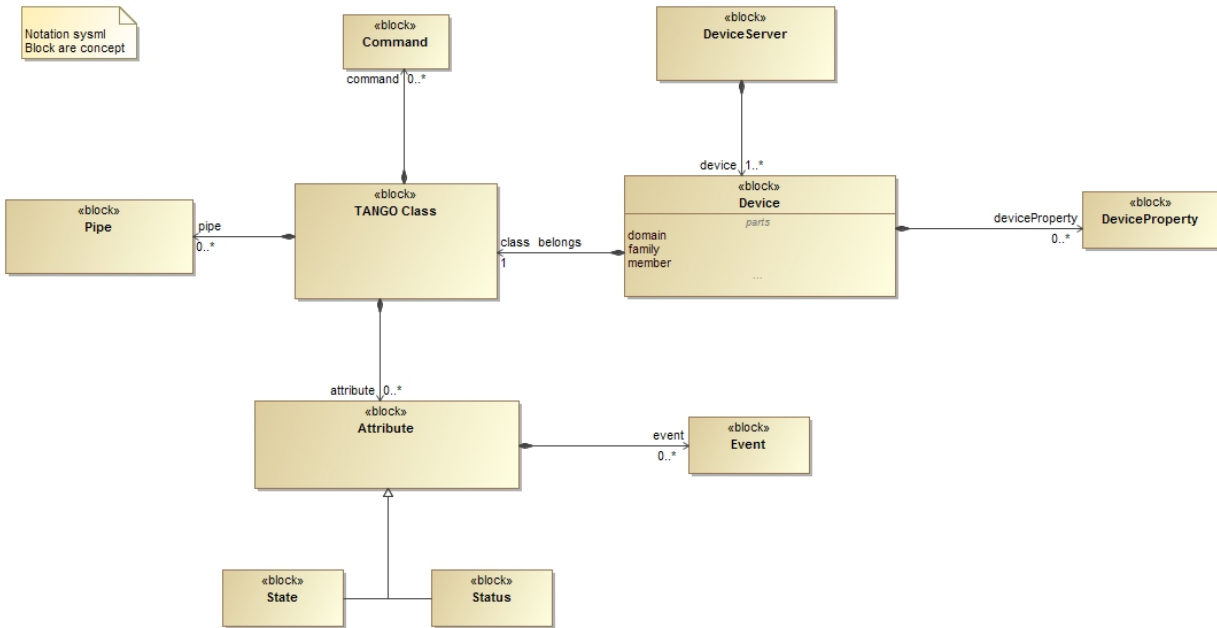 Notation sysml
Block are concept
«block»
Command
command 0..*
«block»
DeviceServer
device 1..*
«block»
Pipe
pipe
0..*
«block»
TANGO Class
class belongs
1
«block»
Device
parts
domain
family
member
...
deviceProperty
0..*
«block»
DeviceProperty
attribute 0..*
«block»
Attribute
event
0..*
«block»
Event
«block»
State
«block»
Status